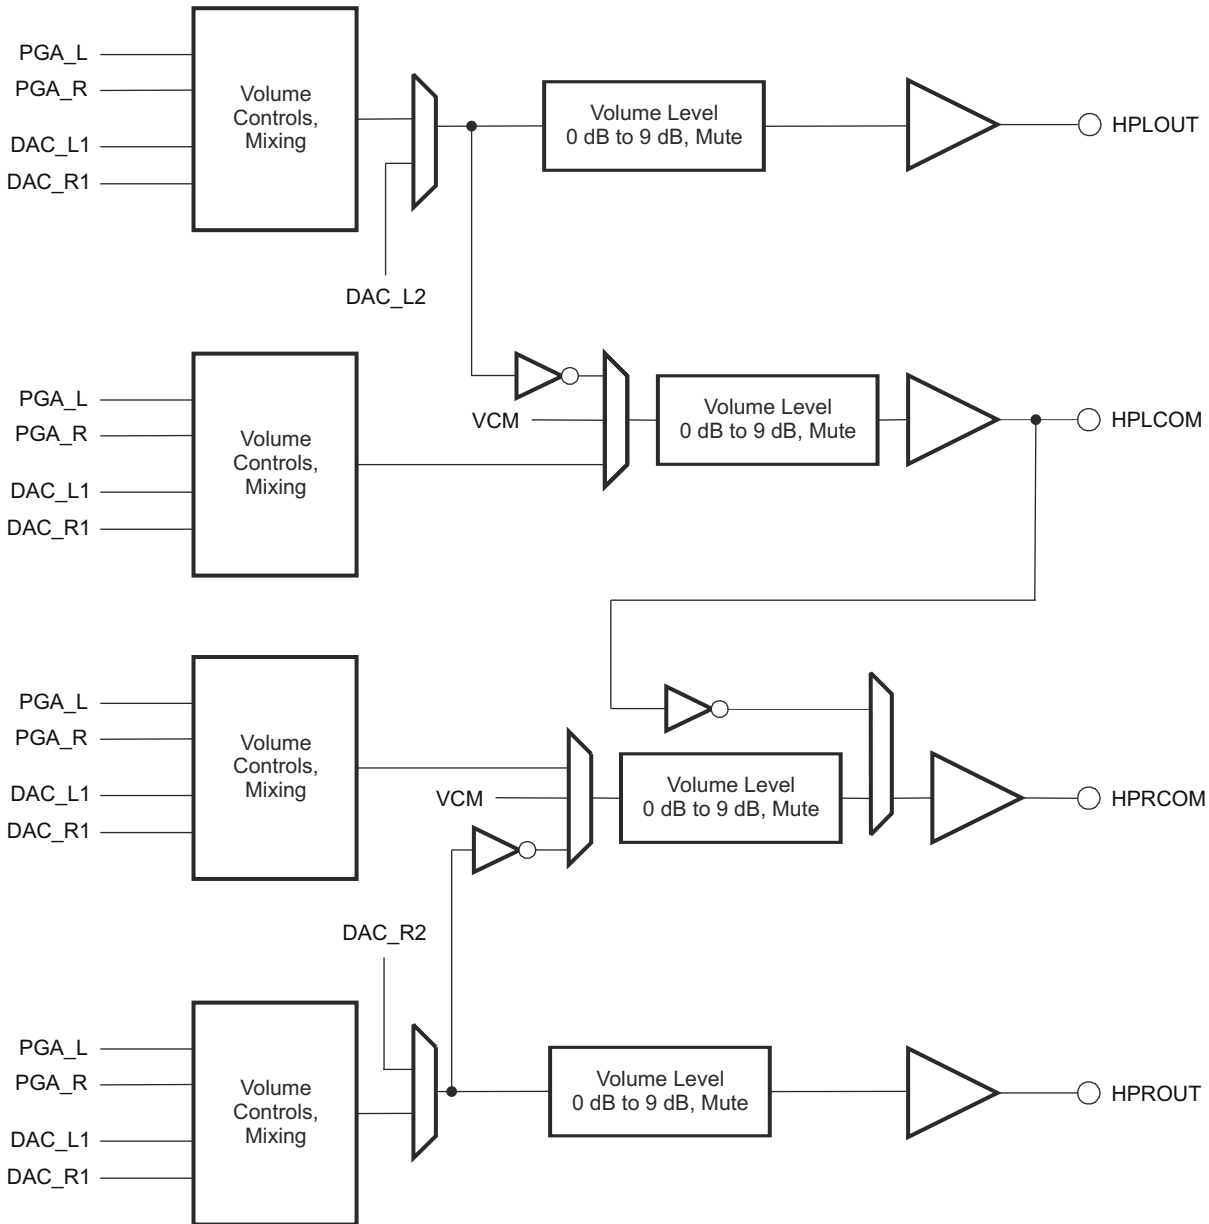 PGA_L
PGA_R
DAC_L1
DAC_R1
Volume
Controls,
Mixing
DAC_L2
Volume Level
0 dB to 9 dB, Mute
HPLOUT
PGA_L
PGA_R
DAC_L1
DAC_R1
Volume
Controls,
Mixing
VCM
Volume Level
0 dB to 9 dB, Mute
HPLCOM
PGA_L
PGA_R
DAC_L1
DAC_R1
Volume
Controls,
Mixing
VCM
Volume Level
0 dB to 9 dB, Mute
HPRCOM
DAC_R2
PGA_L
PGA_R
DAC_L1
DAC_R1
Volume
Controls,
Mixing
Volume Level
0 dB to 9 dB, Mute
HPROUT